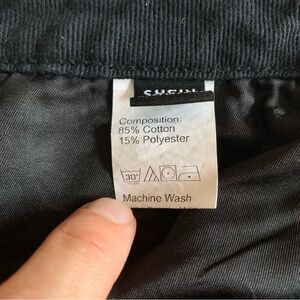 SHEIN
Composition:
85% Cotton
15% Polyester
30°
Machine Wash